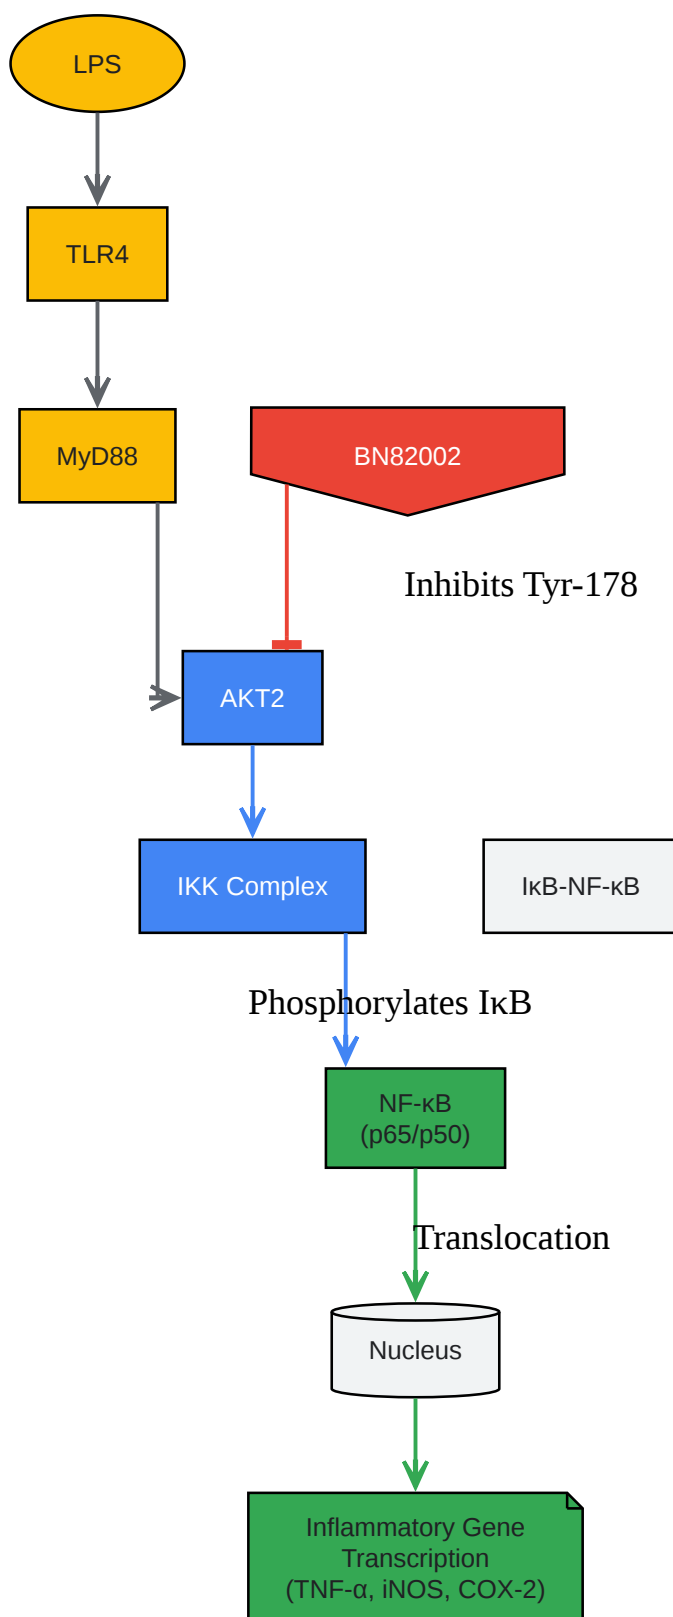 LPS
TLR4
MyD88
BN82002
Inhibits Tyr-178
AKT2
IKK Complex
IκB-NF-κB
Phosphorylates IκB
NF-κB
(p65/p50)
Translocation
Nucleus
Inflammatory Gene
Transcription
(TNF-α, iNOS, COX-2)